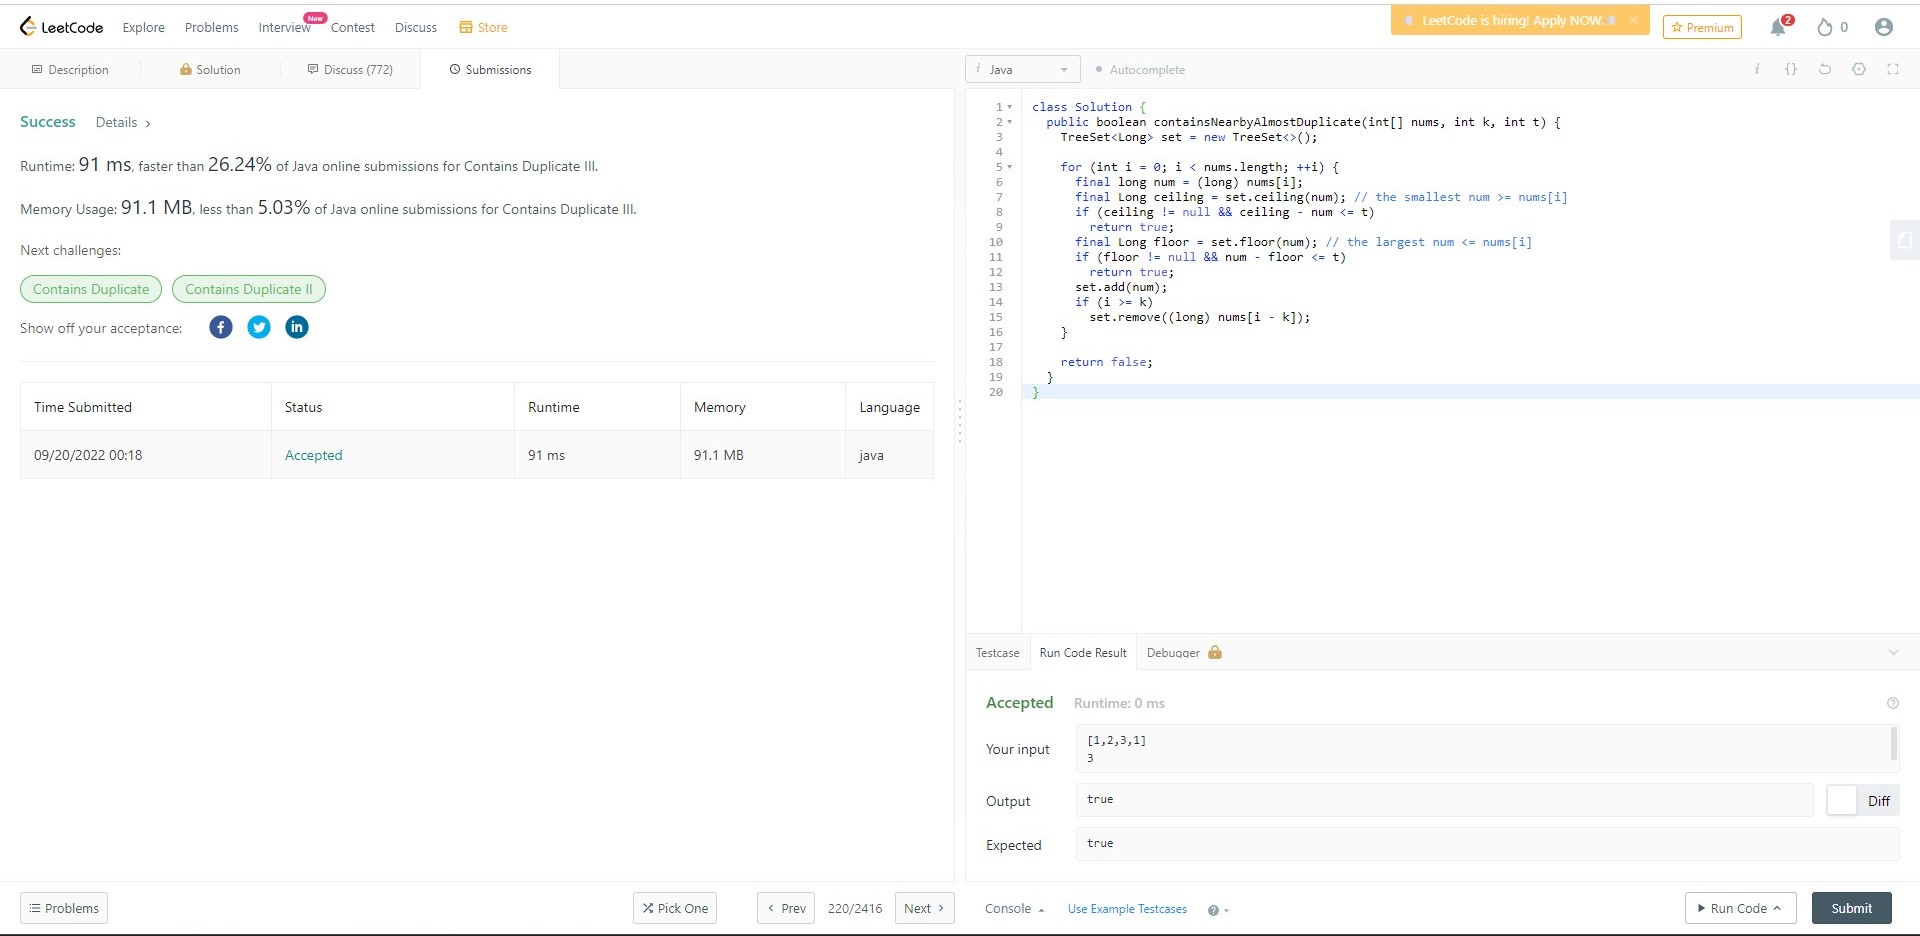 LeetCode Explore Problems Interview New Contest Discuss Store LeetCode is hiring! Apply NOW. × Premium 2 0
Description Solution Discuss (772) Submissions
Success Details >
Runtime: 91 ms, faster than 26.24% of Java online submissions for Contains Duplicate III.
Memory Usage: 91.1 MB, less than 5.03% of Java online submissions for Contains Duplicate III.
Next challenges:
Contains Duplicate Contains Duplicate II
Show off your acceptance:
Time Submitted Status Runtime Memory Language
09/20/2022 00:18 Accepted 91 ms 91.1 MB java
Problems Pick One < Prev 220/2416 Next >
i Java Autocomplete i {}
1 class Solution {
2   public boolean containsNearbyAlmostDuplicate(int[] nums, int k, int t) {
3     TreeSet<Long> set = new TreeSet<>();
4
5     for (int i = 0; i < nums.length; ++i) {
6       final long num = (long) nums[i];
7       final Long ceiling = set.ceiling(num); // the smallest num >= nums[i]
8       if (ceiling != null && ceiling - num <= t)
9         return true;
10       final Long floor = set.floor(num); // the largest num <= nums[i]
11       if (floor != null && num - floor <= t)
12         return true;
13       set.add(num);
14       if (i >= k)
15         set.remove((long) nums[i - k]);
16     }
17
18     return false;
19   }
20 }
Testcase Run Code Result Debugger
Accepted Runtime: 0 ms ?
Your input
[1,2,3,1]
3
Output true Diff
Expected true
Console Use Example Testcases ? Run Code Submit